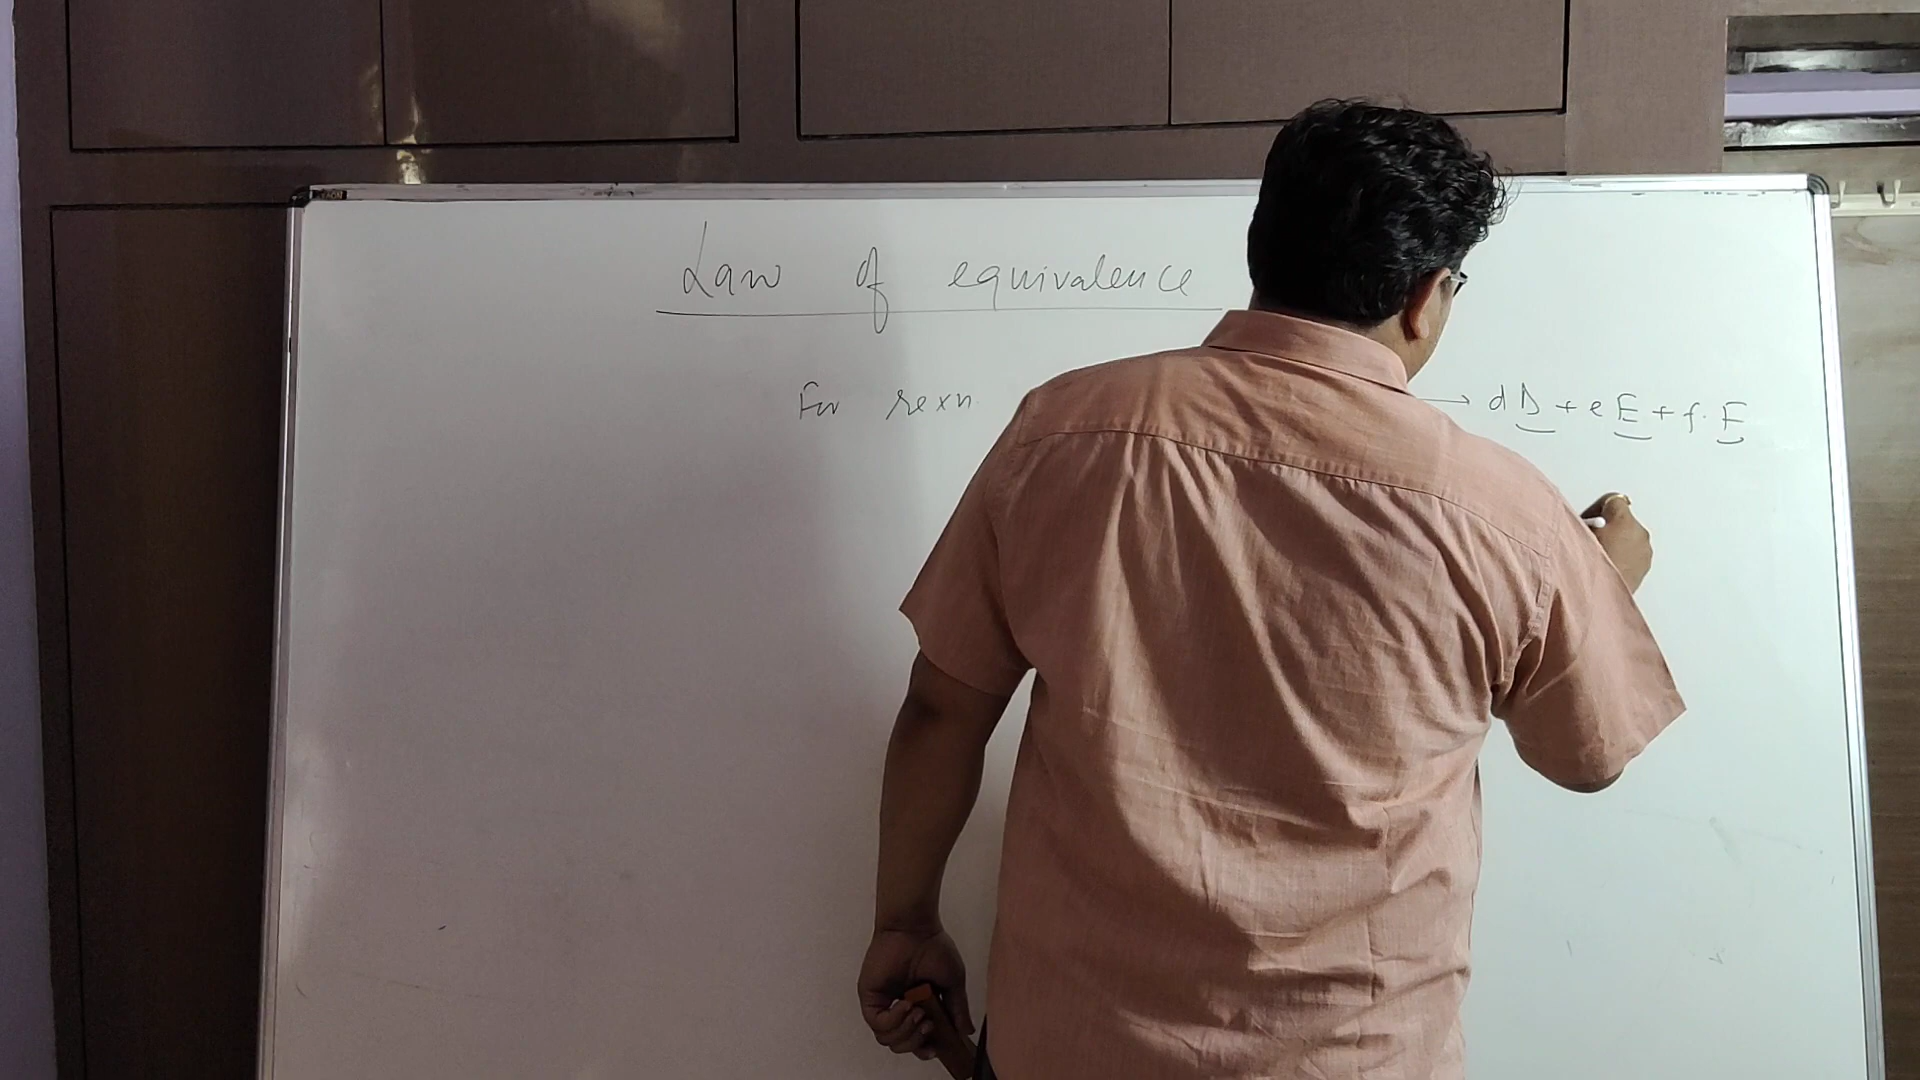 Law of equivalence
For rexn. → dD + eE + f.F